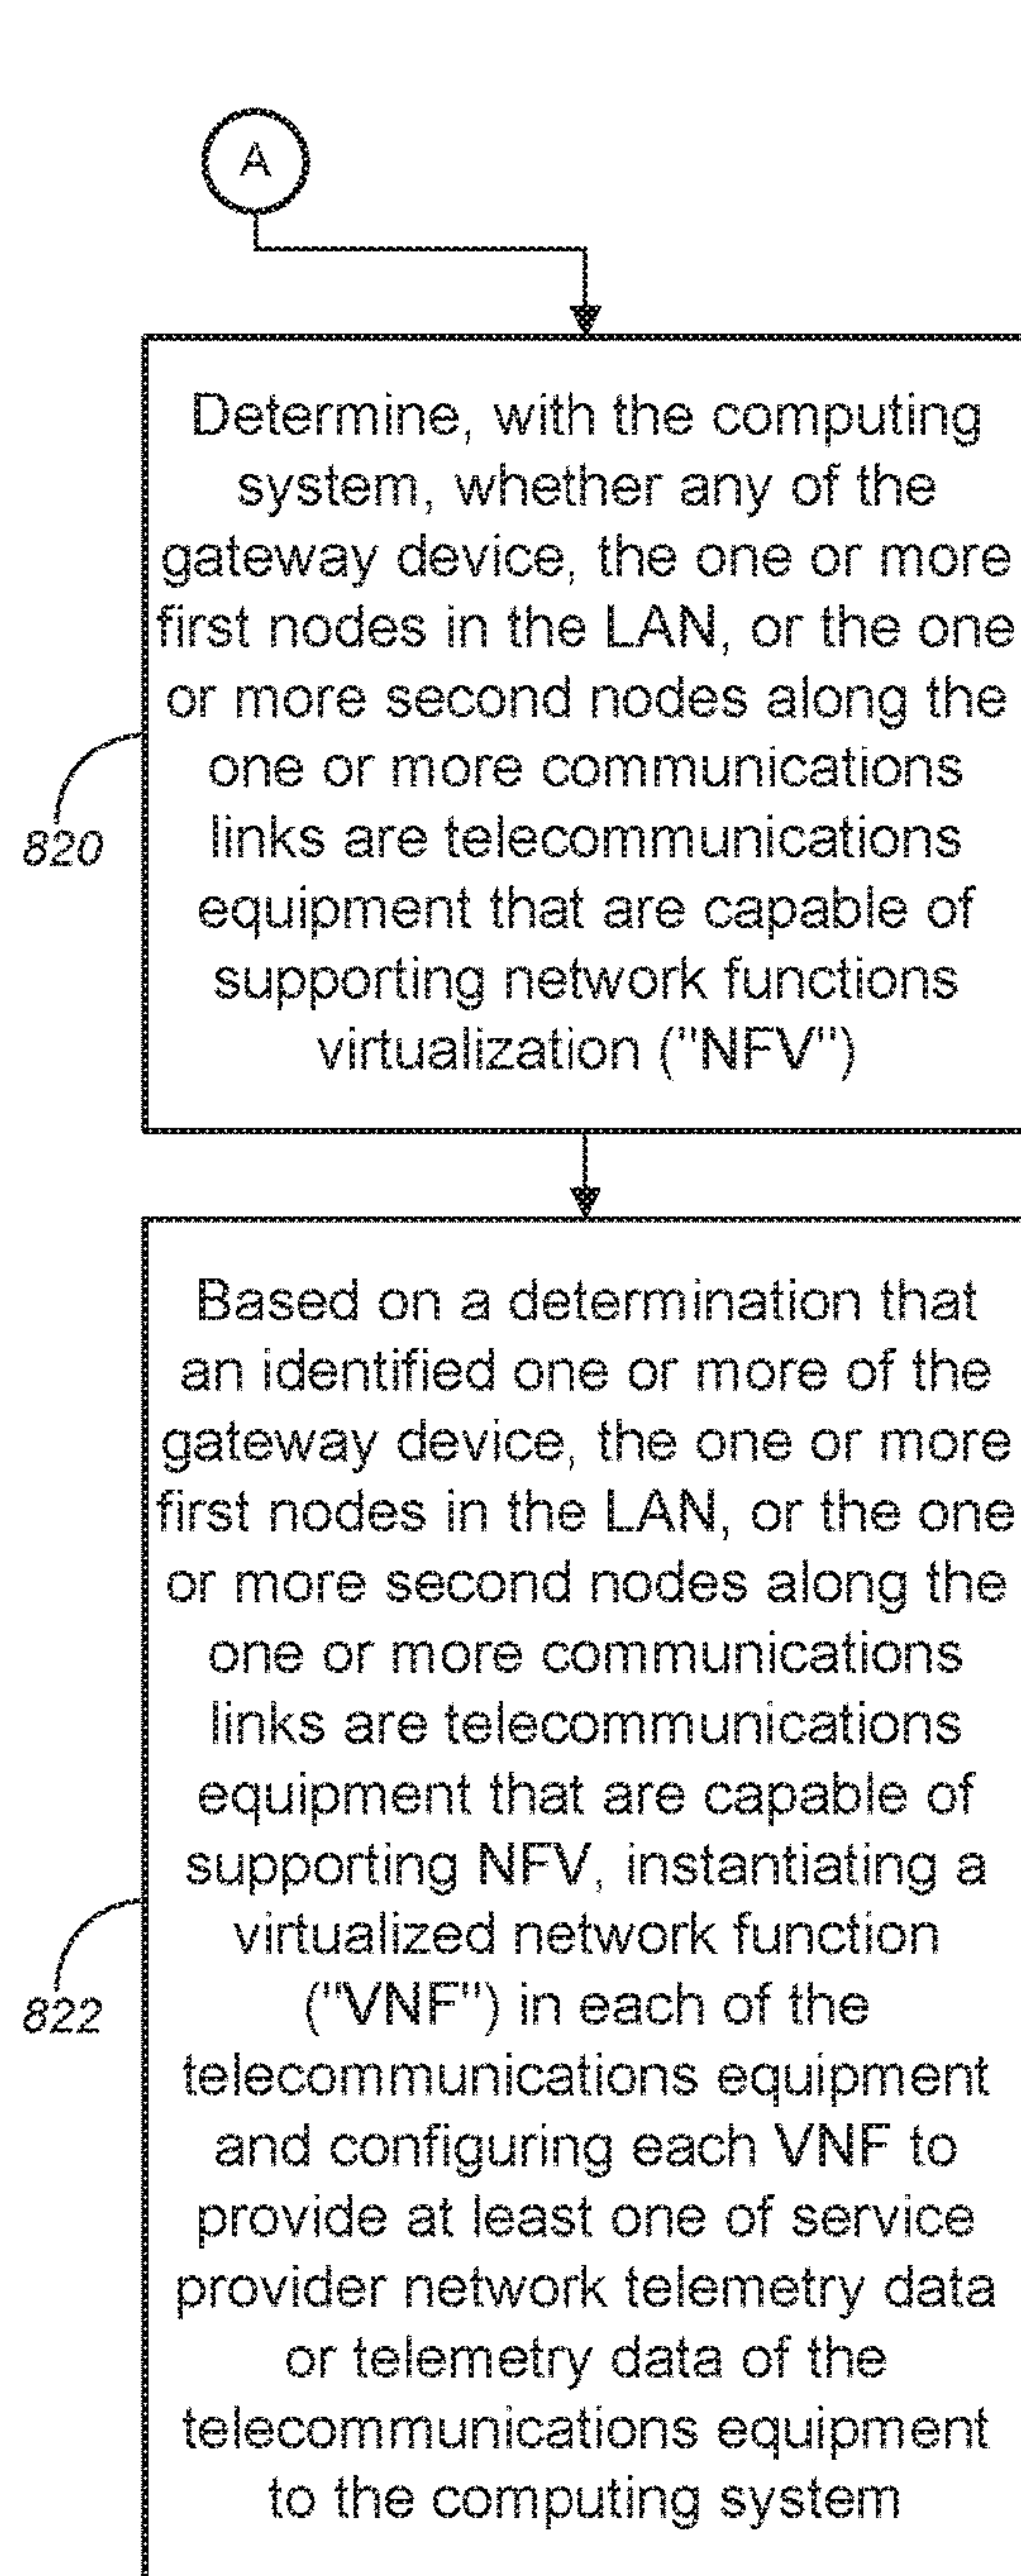 A
Determine, with the computing
system, whether any of the
gateway device, the one or more
first nodes in the LAN, or the one
or more second nodes along the
one or more communications
links are telecommunications
equipment that are capable of
supporting network functions
virtualization ("NFV")
820
Based on a determination that
an identified one or more of the
gateway device, the one or more
first nodes in the LAN, or the one
or more second nodes along the
one or more communications
links are telecommunications
equipment that are capable of
supporting NFV, instantiating a
virtualized network function
("VNF") in each of the
telecommunications equipment
and configuring each VNF to
provide at least one of service
provider network telemetry data
or telemetry data of the
telecommunications equipment
to the computing system
822